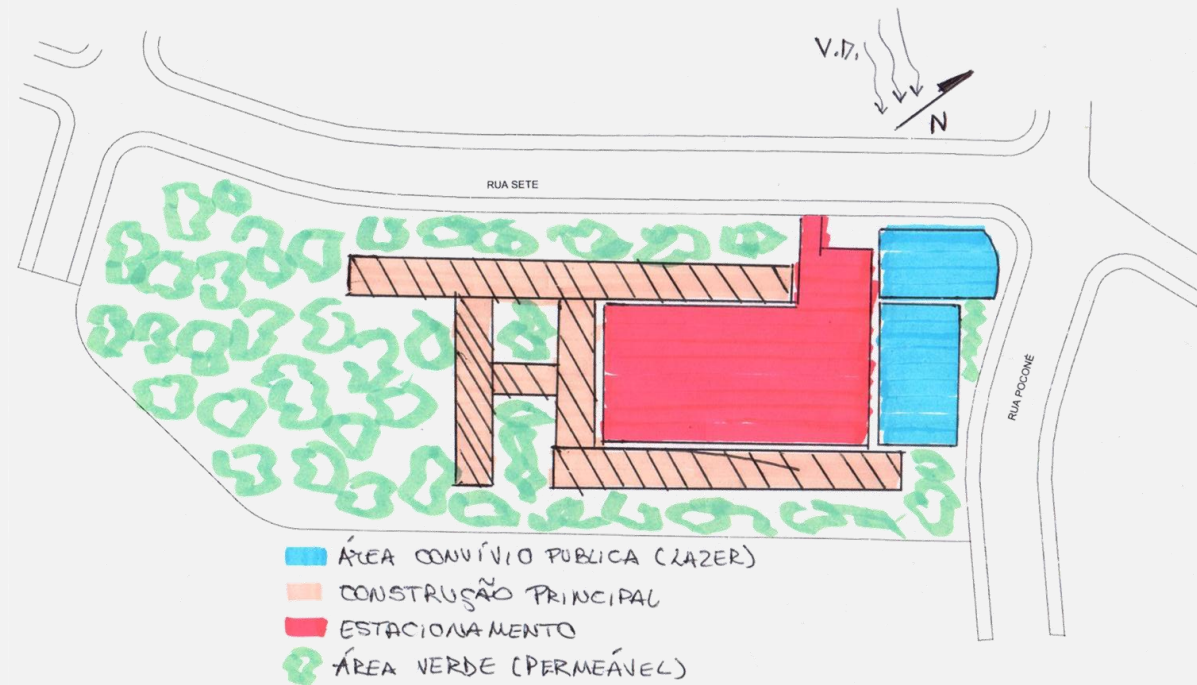 V.D.
N
RUA SETE
RUA POCONÉ
ÁREA CONVÍVIO PUBLICA (LAZER)
CONSTRUÇÃO PRINCIPAL
ESTACIONAMENTO
ÁREA VERDE (PERMEÁVEL)